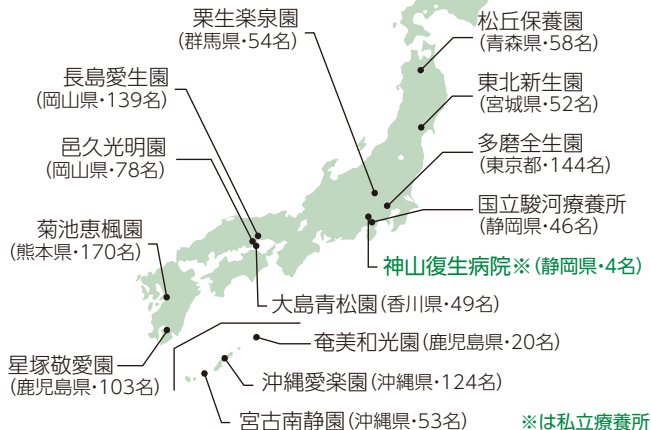 栗生楽泉園
(群馬県・54名)
長島愛生園
(岡山県・139名)
邑久光明園
(岡山県・78名)
菊池恵楓園
(熊本県・170名)
星塚敬愛園
(鹿児島県・103名)
松丘保養園
(青森県・58名)
東北新生園
(宮城県・52名)
多磨全生園
(東京都・144名)
国立駿河療養所
(静岡県・46名)
神山復生病院※(静岡県・4名)
大島青松園(香川県・49名)
奄美和光園(鹿児島県・20名)
沖縄愛楽園(沖縄県・124名)
宮古南静園(沖縄県・53名)
※は私立療養所